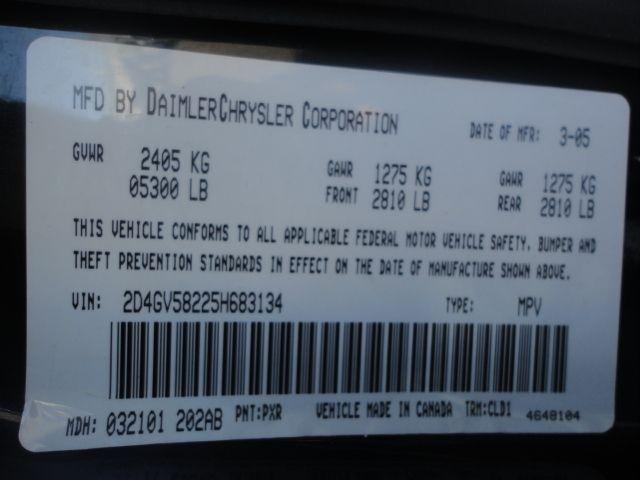 MFD BY DAIMLERCHRYSLER CORPORATION DATE OF MFR: 3-05
GVWR 2405 KG GAWR 1275 KG GAWR 1275 KG
05300 LB FRONT 2810 LB REAR 2810 LB
THIS VEHICLE CONFORMS TO ALL APPLICABLE FEDERAL MOTOR VEHICLE SAFETY, BUMPER AND
THEFT PREVENTION STANDARDS IN EFFECT ON THE DATE OF MANUFACTURE SHOWN ABOVE.
VIN: 2D4GV58225H683134 TYPE: MPV
MDH: 032101 202AB PNT:PXR VEHICLE MADE IN CANADA TRM:CLD1 4648104